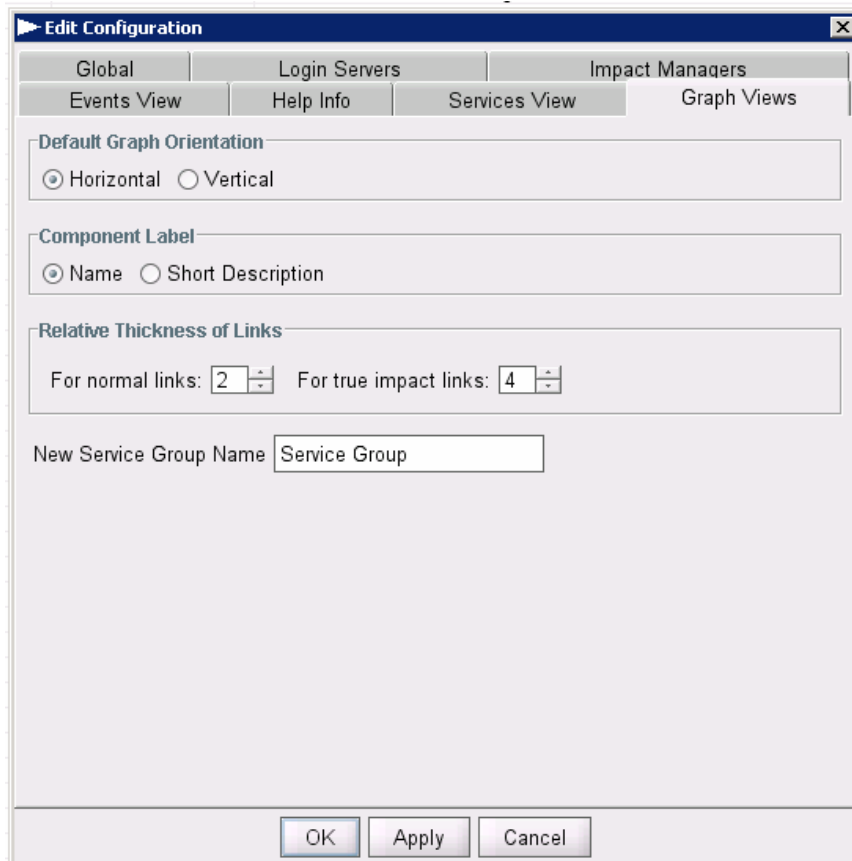 Edit Configuration
Global Login Servers Impact Managers
Events View Help Info Services View Graph Views
Default Graph Orientation
Horizontal Vertical
Component Label
Name Short Description
Relative Thickness of Links
For normal links: 2 For true impact links: 4
New Service Group Name Service Group
OK Apply Cancel